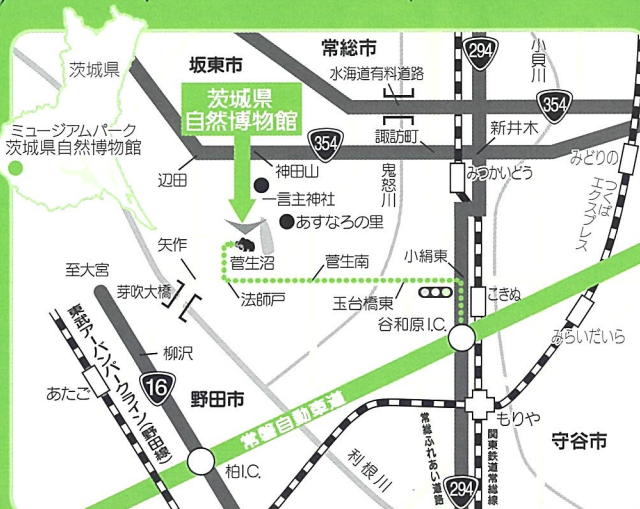 茨城県
ミュージアムパーク
茨城県自然博物館
坂東市
常総市
水海道有料道路
294
小貝川
354
茨城県
自然博物館
354
諏訪町
新井木
みどりの
つくば
エクスプレス
辺田
神田山
一言主神社
あすなろの里
鬼怒川
みつかいどう
矢作
菅生沼
菅生南
小絹東
至大宮
芽吹大橋
法師戸
玉台橋東
谷和原I.C.
こきぬ
みらいだいら
東武アーバンパークライン(野田線)
あたご
柳沢
16
野田市
常磐自動車道
柏I.C.
利根川
常総ふれあい道路
294
関東鉄道常総線
もりや
守谷市